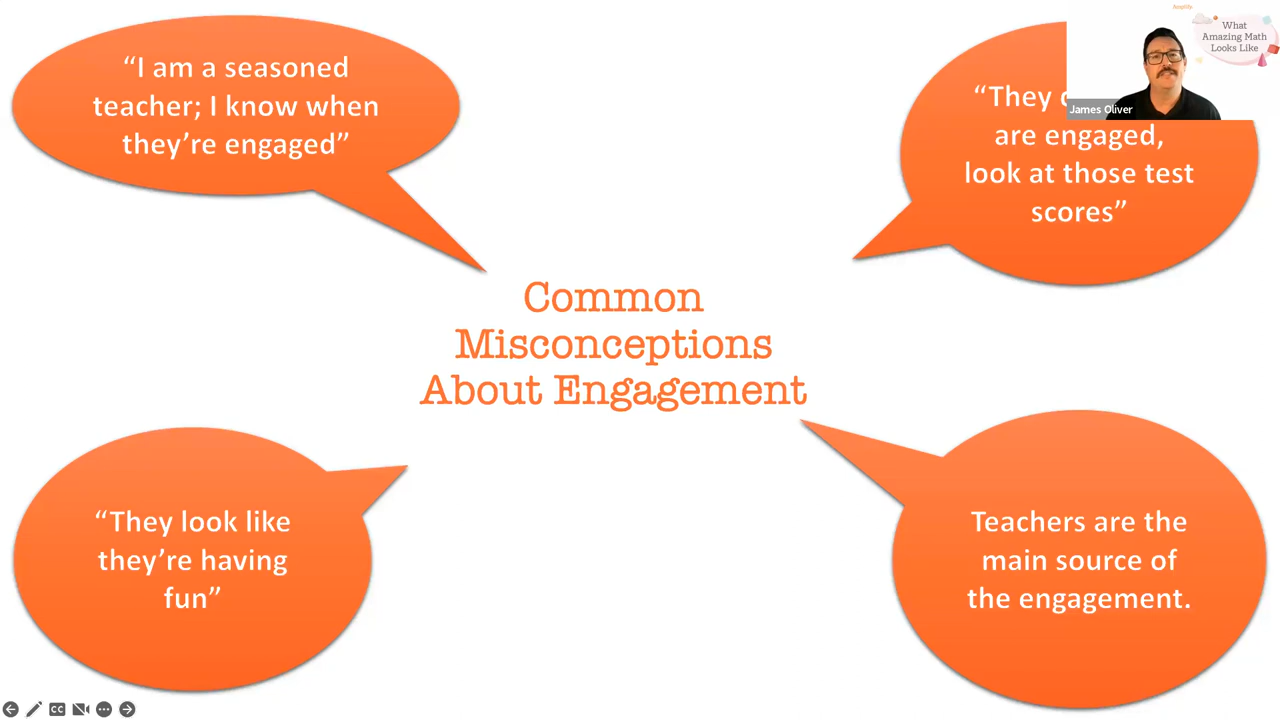 “I am a seasoned
teacher; I know when
they’re engaged”
“They
are engaged,
look at those test
scores”
Amplify
What
Amazing Math
Looks Like
James Oliver
Common
Misconceptions
About Engagement
“They look like
they’re having
fun”
Teachers are the
main source of
the engagement.
CC